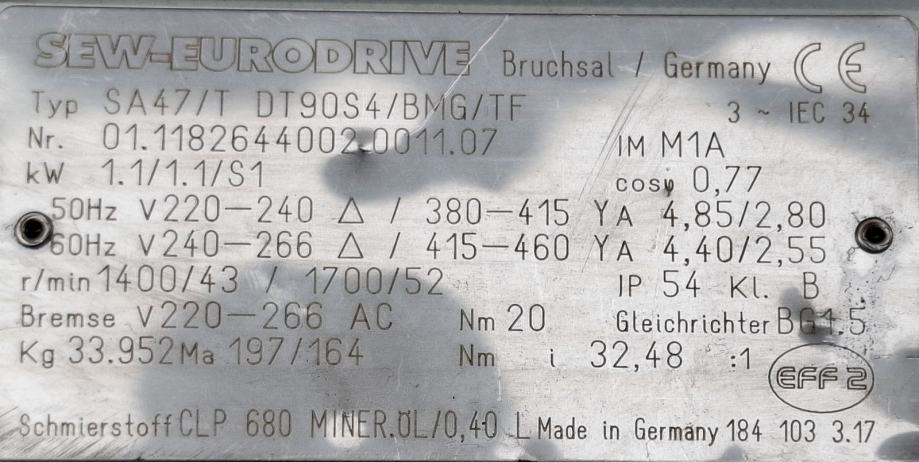 SEW-EURODRIVE Bruchsal / Germany CE
Typ SA47/T DT90S4/BMG/TF 3 ~ IEC 34
Nr. 01.1182644002.0011.07 IM M1A
kW 1.1/1.1/S1 cosφ 0,77
50Hz V220-240 Δ / 380-415 Y A 4,85/2,80
60Hz V240-266 Δ / 415-460 Y A 4,40/2,55
r/min 1400/43 / 1700/52 IP 54 Kl. B
Bremse V220-266 AC Nm 20 Gleichrichter BG1.5
Kg 33.952 Ma 197/164 Nm i 32,48 :1
EFF 2
Schmierstoff CLP 680 MINER.ÖL/0,40 L Made in Germany 184 103 3.17